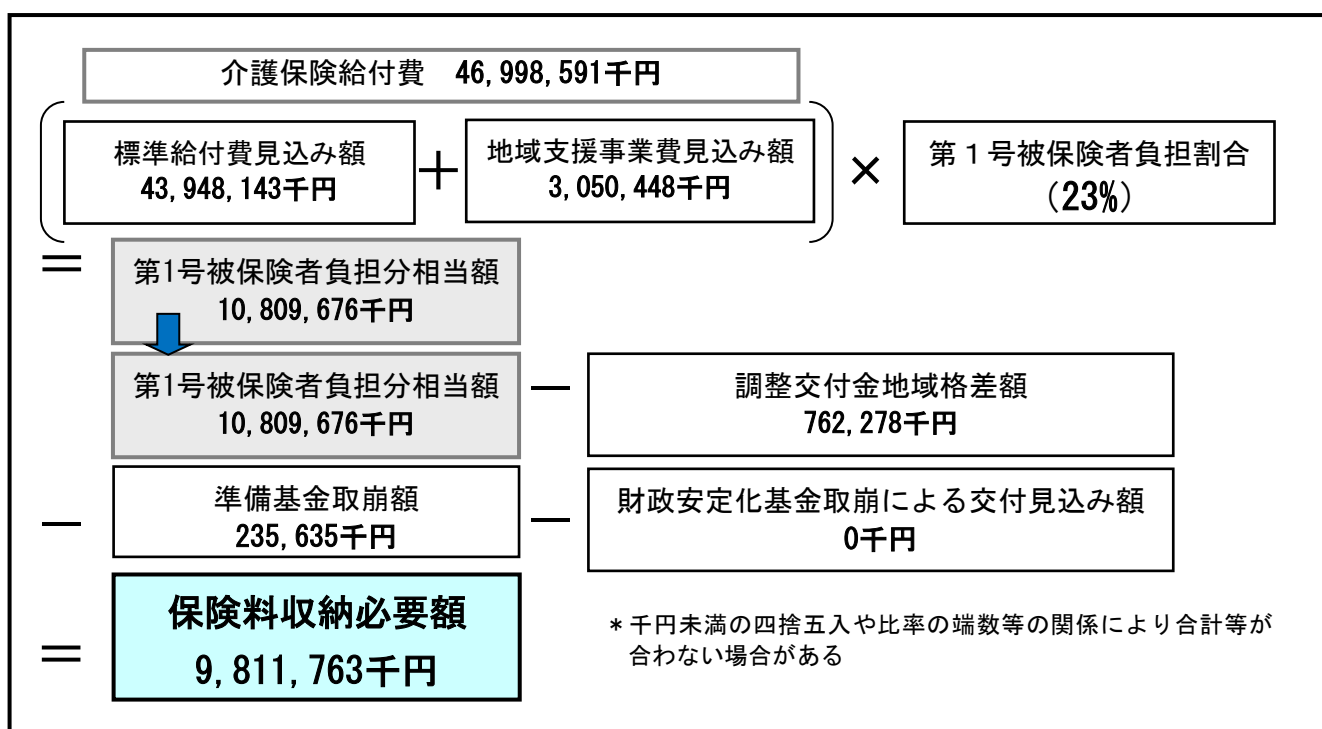 介護保険給付費　46,998,591千円
標準給付費見込み額
43,948,143千円
＋
地域支援事業費見込み額
3,050,448千円
×
第１号被保険者負担割合
（23%）
＝
第1号被保険者負担分相当額
10,809,676千円
第1号被保険者負担分相当額
10,809,676千円
－
調整交付金地域格差額
762,278千円
－
準備基金取崩額
235,635千円
－
財政安定化基金取崩による交付見込み額
0千円
＝
保険料収納必要額
9,811,763千円
＊千円未満の四捨五入や比率の端数等の関係により合計等が
合わない場合がある